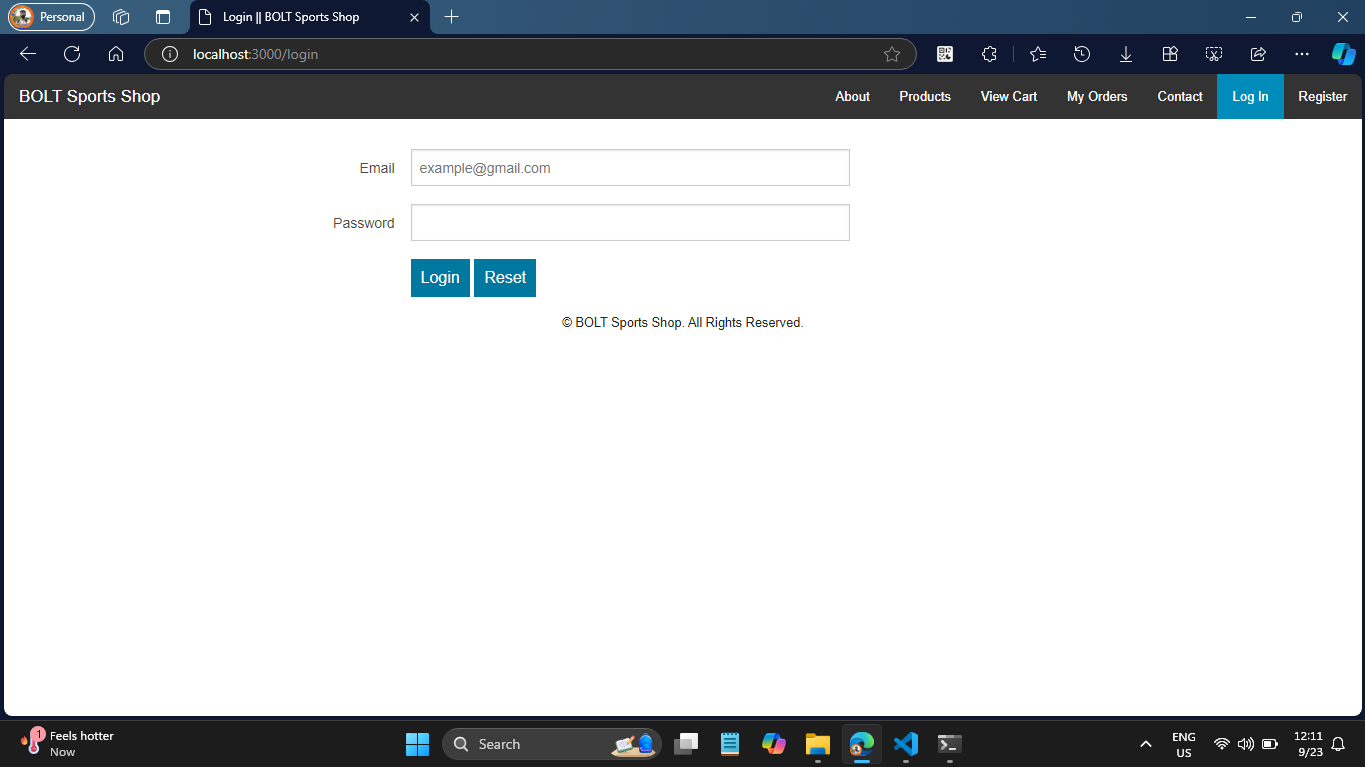 Personal
Login || BOLT Sports Shop
localhost:3000/login
BOLT Sports Shop
About Products View Cart My Orders Contact Log In Register
Email example@gmail.com
Password
Login Reset
© BOLT Sports Shop. All Rights Reserved.
1
Feels hotter
Now
Search
ENG
US
12:11
9/23